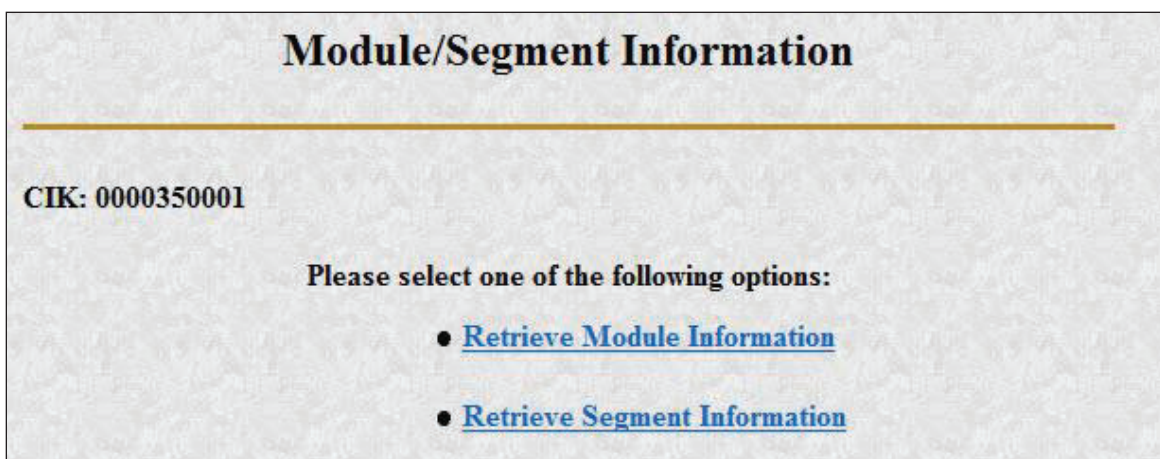 Module/Segment Information
CIK: 0000350001
Please select one of the following options:
Retrieve Module Information
Retrieve Segment Information